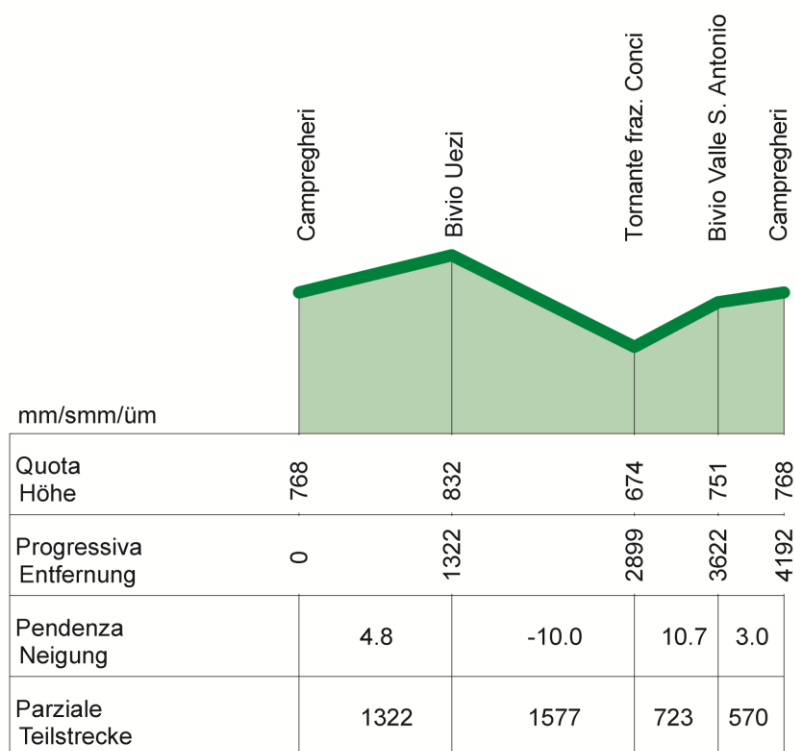 Campregheri
Bivio Uezi
Tornante fraz. Conci
Bivio Valle S. Antonio
Campregheri
mm/smm/üm
Quota
Höhe
768
832
674
751
768
Progressiva
Entfernung
0
1322
2899
3622
4192
Pendenza
Neigung
4.8
-10.0
10.7
3.0
Parziale
Teilstrecke
1322
1577
723
570